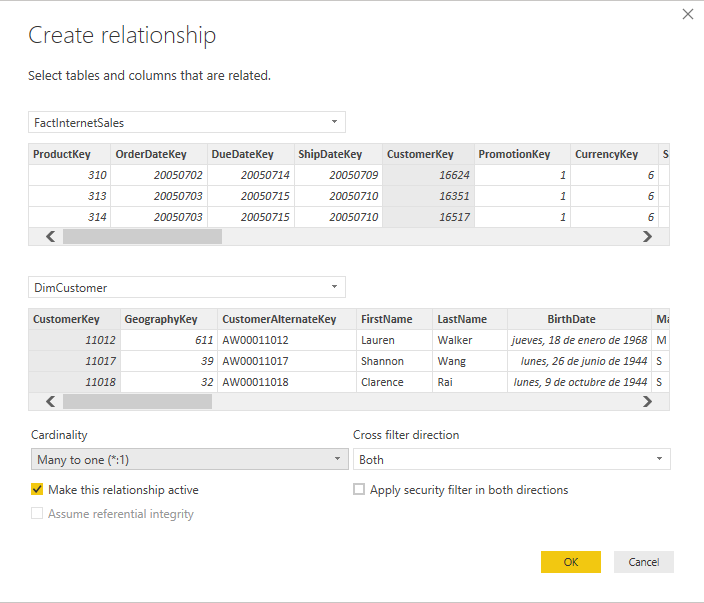 Create relationship
Select tables and columns that are related.
FactInternetSales
ProductKey OrderDateKey DueDateKey ShipDateKey CustomerKey PromotionKey CurrencyKey S
310 20050702 20050714 20050709 16624 1 6
313 20050703 20050715 20050710 16351 1 6
314 20050703 20050715 20050710 16517 1 6
DimCustomer
CustomerKey GeographyKey CustomerAlternateKey FirstName LastName BirthDate Ma
11012 611 AW00011012 Lauren Walker jueves, 18 de enero de 1968 M
11017 39 AW00011017 Shannon Wang lunes, 26 de junio de 1944 S
11018 32 AW00011018 Clarence Rai lunes, 9 de octubre de 1944 S
Cardinality Cross filter direction
Many to one (*:1) Both
Make this relationship active Apply security filter in both directions
Assume referential integrity
OK Cancel